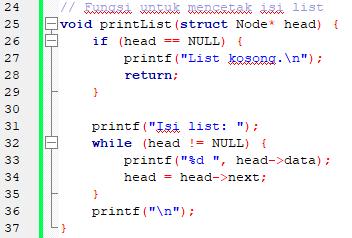 24 // Fungsi untuk mencetak isi list
25 void printList(struct Node* head) {
26     if (head == NULL) {
27         printf("List kosong.\n");
28         return;
29     }
30
31     printf("Isi list: ");
32     while (head != NULL) {
33         printf("%d ", head->data);
34         head = head->next;
35     }
36     printf("\n");
37 }